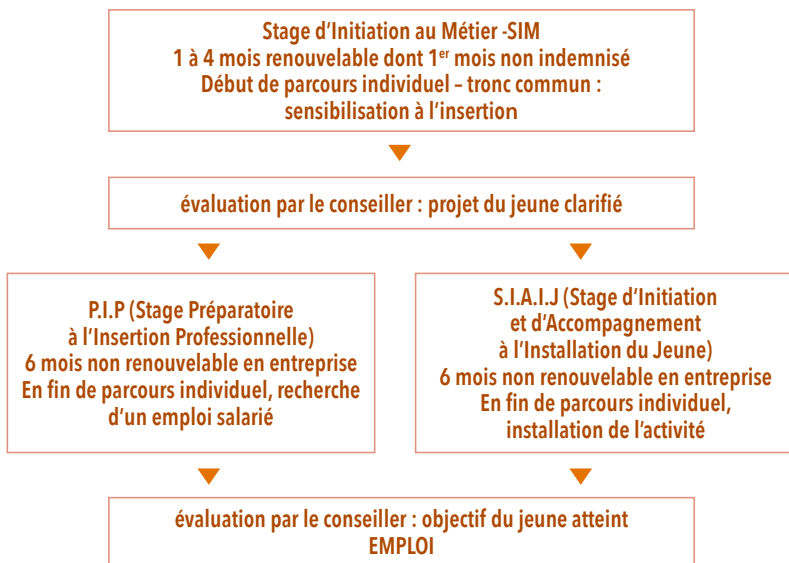 Stage d'Initiation au Métier -SIM
1 à 4 mois renouvelable dont 1er mois non indemnisé
Début de parcours individuel – tronc commun :
sensibilisation à l'insertion
évaluation par le conseiller : projet du jeune clarifié
P.I.P (Stage Préparatoire
à l'Insertion Professionnelle)
6 mois non renouvelable en entreprise
En fin de parcours individuel, recherche
d'un emploi salarié
S.I.A.I.J (Stage d'Initiation
et d'Accompagnement
à l'Installation du Jeune)
6 mois non renouvelable en entreprise
En fin de parcours individuel,
installation de l'activité
évaluation par le conseiller : objectif du jeune atteint
EMPLOI